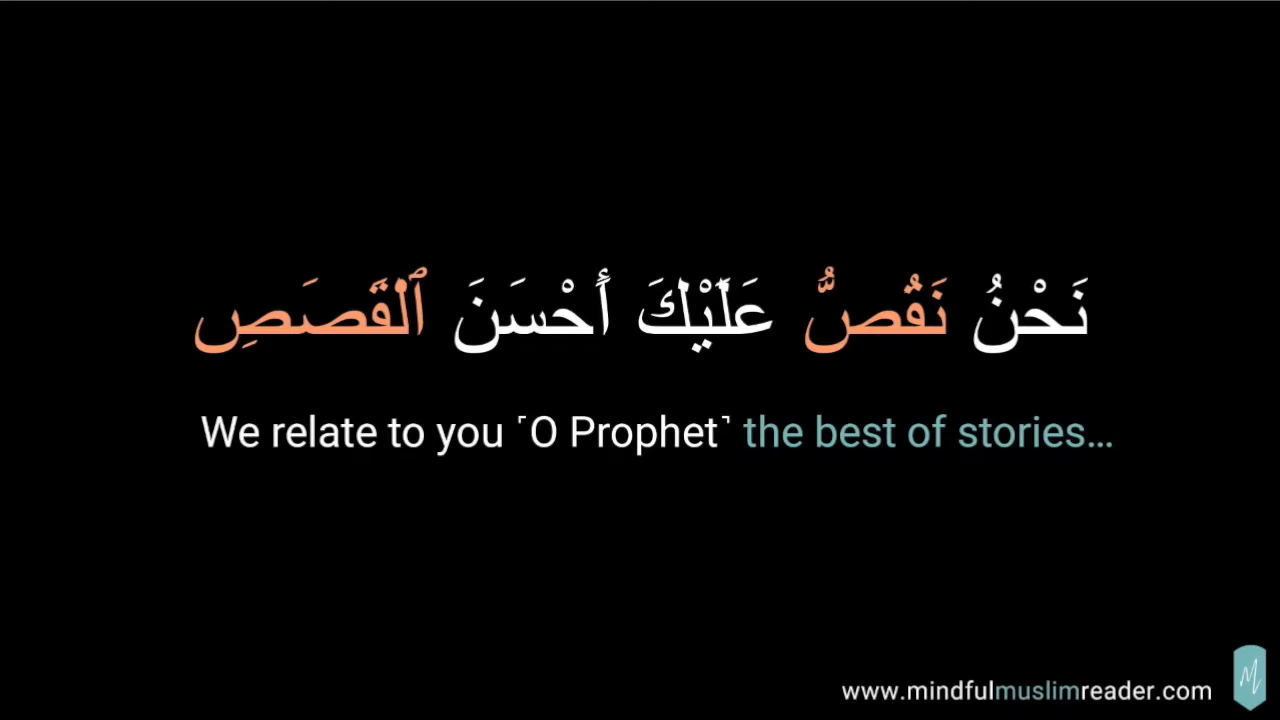 نَحْنُ نَقُصُّ عَلَيْكَ أَحْسَنَ ٱلْقَصَصِ
We relate to you ˹O Prophet˺ the best of stories…
www.mindfulmuslimreader.com
M